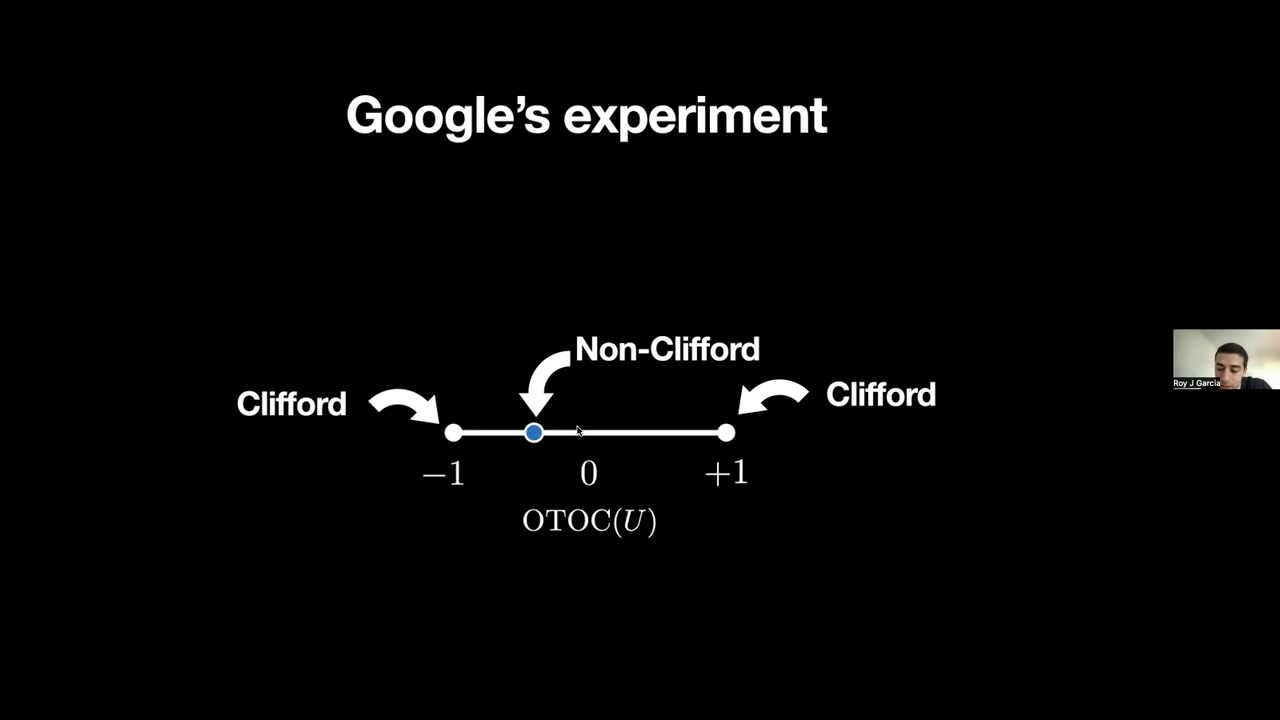 Google's experiment
Non-Clifford
Clifford
Clifford
−1
0
+1
OTOC(U)
Roy J Garcia